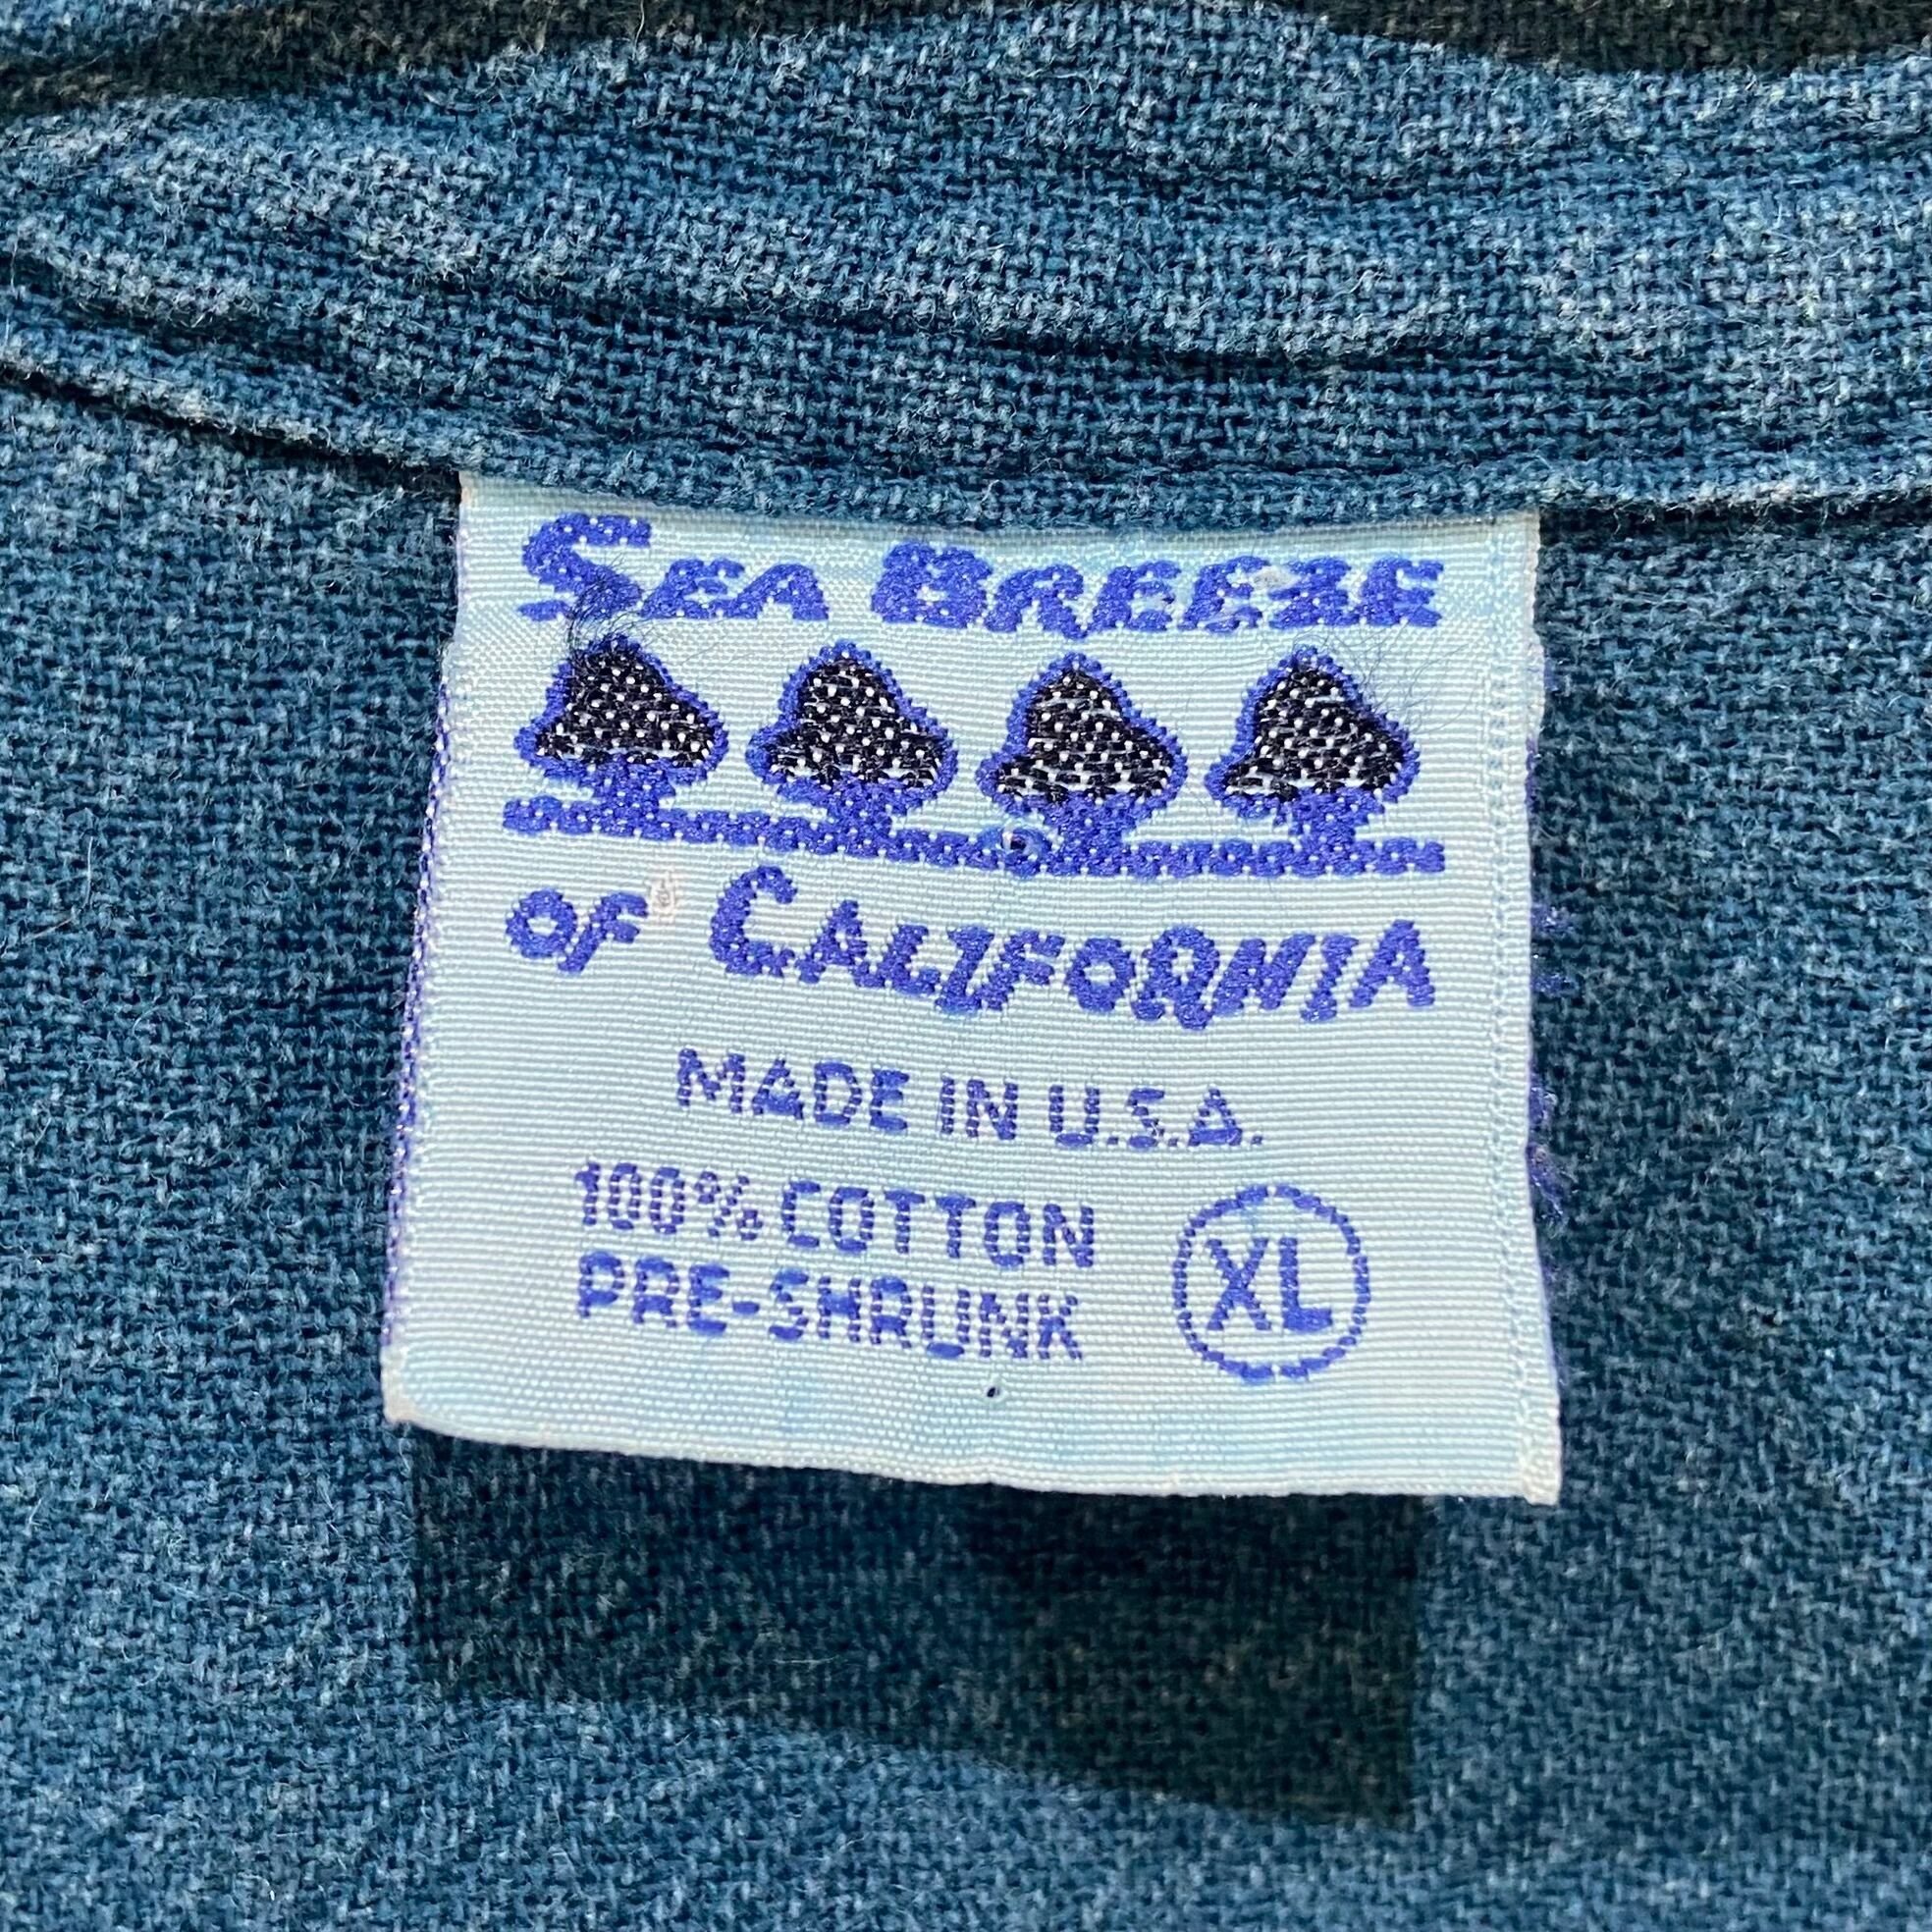 SEA BREEZE
OF CALIFORNIA
MADE IN U.S.A.
100% COTTON
PRE-SHRUNK
XL